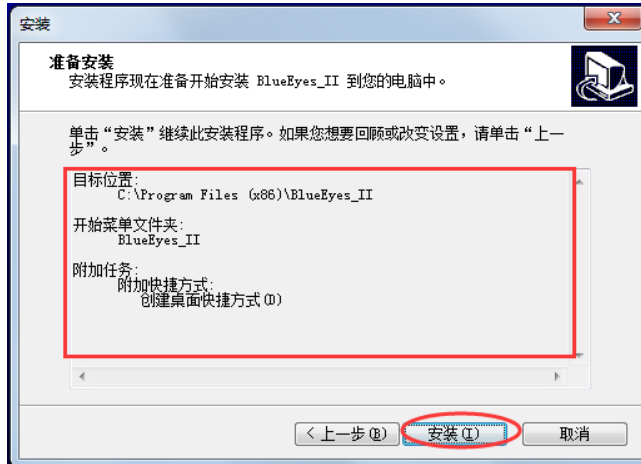 安装
准备安装
安装程序现在准备开始安装 BlueEyes_II 到您的电脑中。
单击“安装”继续此安装程序。如果您想要回顾或改变设置，请单击“上一
步”。
目标位置:
C:\Program Files (x86)\BlueEyes_II
开始菜单文件夹:
BlueEyes_II
附加任务:
附加快捷方式:
创建桌面快捷方式(D)
< 上一步(B)
安装(I)
取消